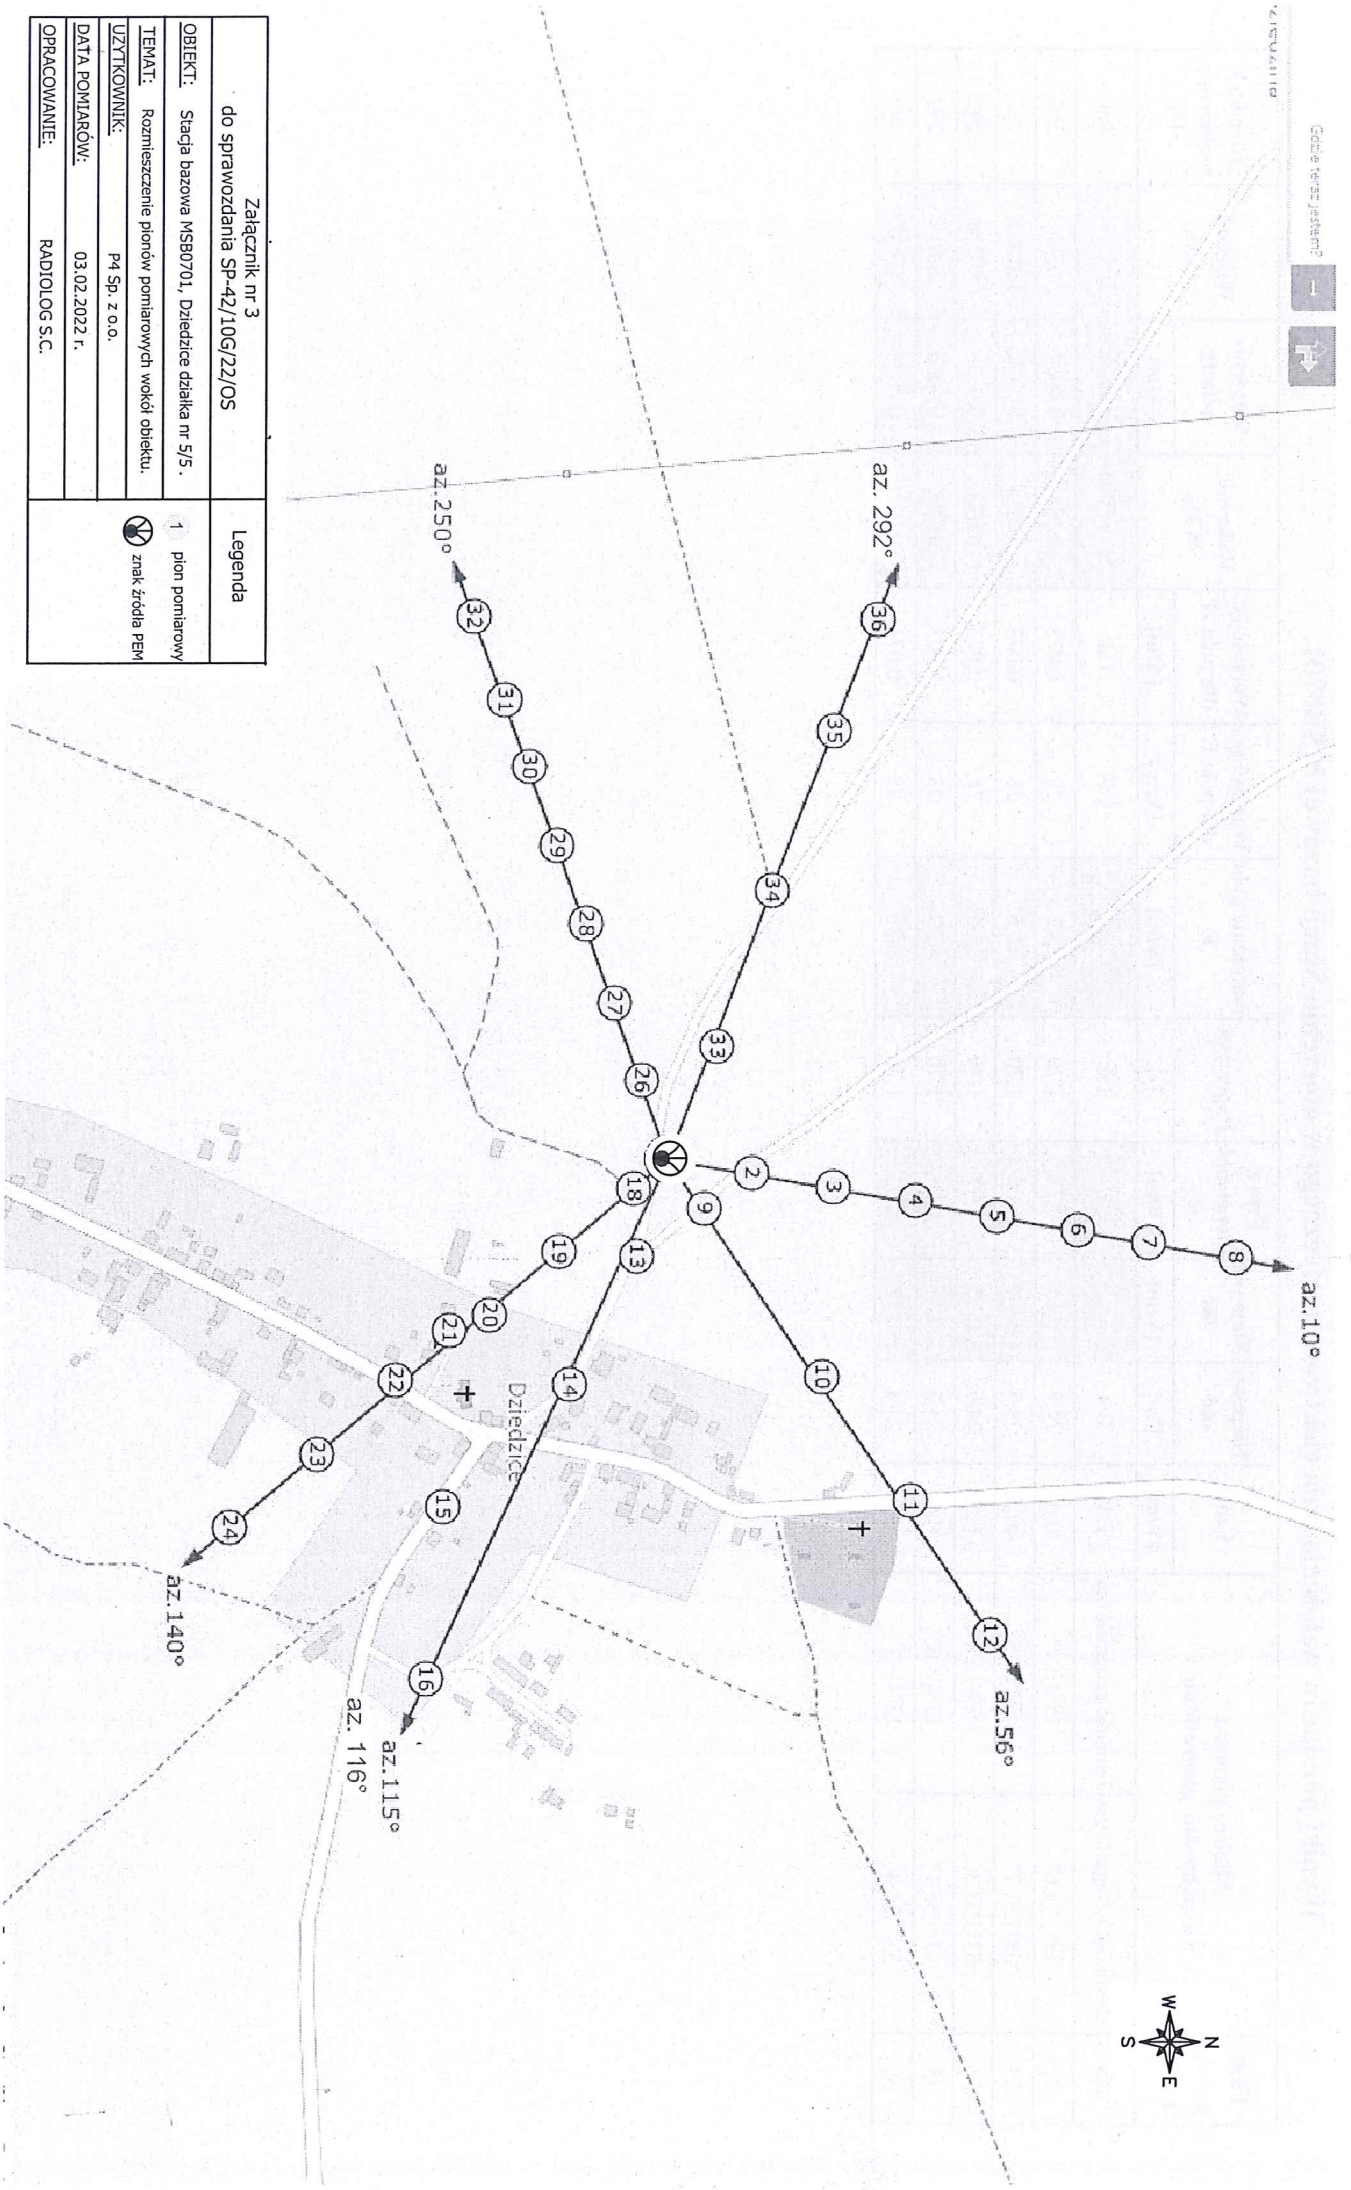 Gdzie teraz jestem?
az. 10°
az. 292°
36
35
34
33
8
7
6
5
4
3
2
az. 56°
12
11
10
9
az. 250°
32
31
30
29
28
27
26
18
19
20
21
22
23
24
az. 140°
13
14
15
16
az. 115°
az. 116°
Dziedzice
N
W
E
S
Załącznik nr 3
do sprawozdania SP-42/10G/22/OS
OBIEKT: Stacja bazowa MSB0701, Dziedzice działka nr 5/5.
TEMAT: Rozmieszczenie pionów pomiarowych wokół obiektu.
UŻYTKOWNIK: P4 Sp. z o.o.
DATA POMIARÓW: 03.02.2022 r.
OPRACOWANIE: RADIOLOG S.C.
Legenda
1 pion pomiarowy
znak źródła PEM